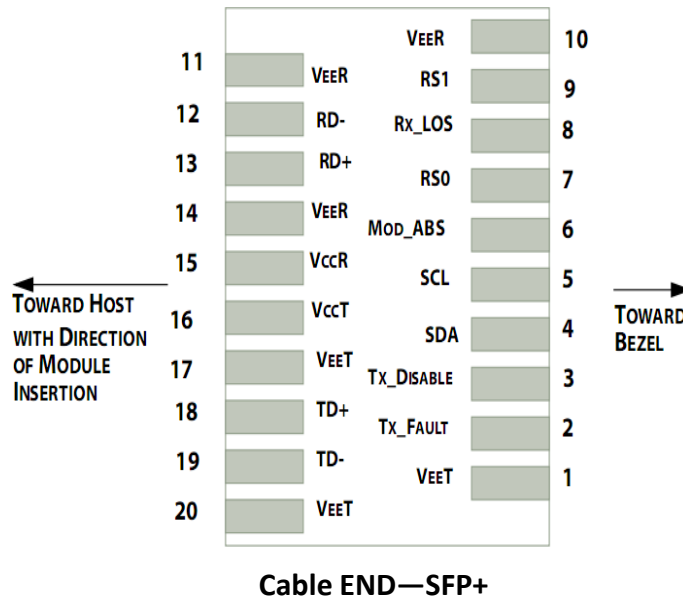 VEER 10
11 VEER
RS1 9
12 RD-
RX_LOS 8
13 RD+
RS0 7
14 VEER
MOD_ABS 6
15 VCCR
SCL 5
TOWARD HOST
WITH DIRECTION
OF MODULE
INSERTION
TOWARD
BEZEL
16 VCCT
SDA 4
17 VEET
TX_DISABLE 3
18 TD+
TX_FAULT 2
19 TD-
VEET 1
20 VEET
Cable END—SFP+